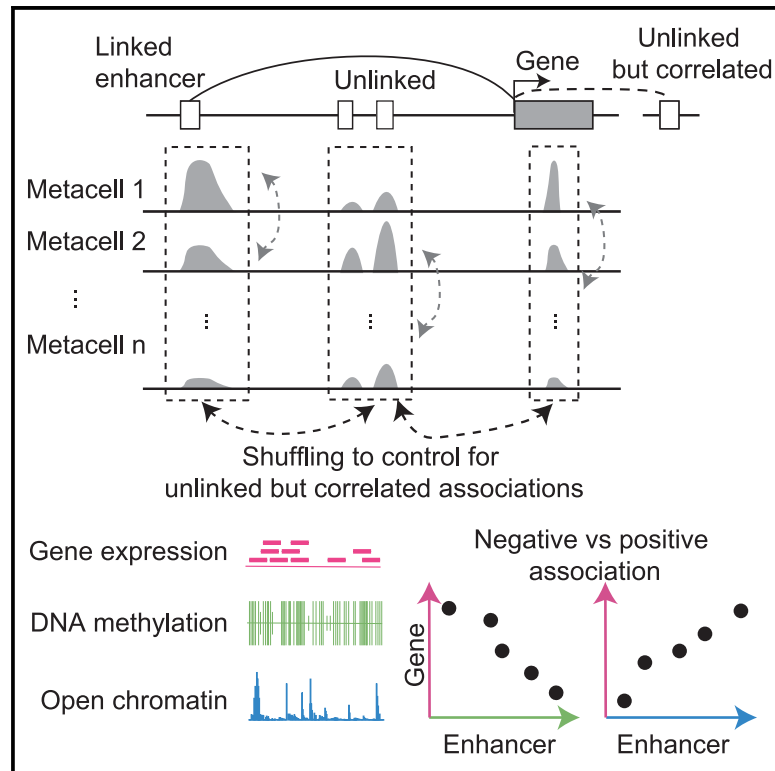 Linked
enhancer
Unlinked
Gene
Unlinked
but correlated
Metacell 1
Metacell 2
Metacell n
Shuffling to control for
unlinked but correlated associations
Gene expression
DNA methylation
Open chromatin
Negative vs positive
association
Gene
Enhancer
Enhancer